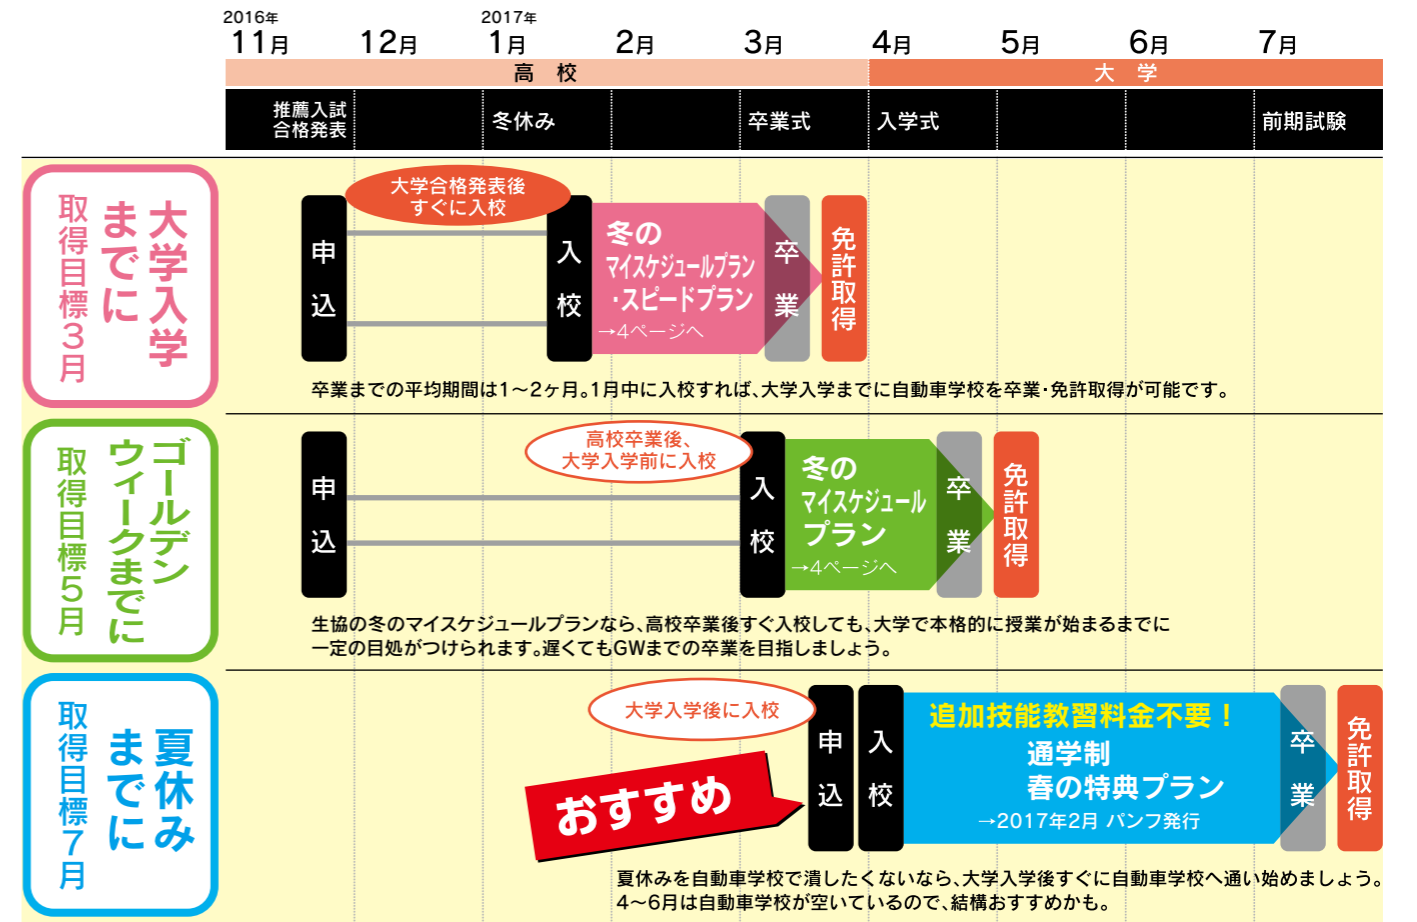 2016年
11月
12月
2017年
1月
2月
3月
4月
5月
6月
7月
高 校
大 学
推薦入試
合格発表
冬休み
卒業式
入学式
前期試験
大学入学
までに
取得目標3月
申込
大学合格発表後
すぐに入校
入校
冬の
マイスケジュールプラン
・スピードプラン
→4ページへ
卒業
免許取得
卒業までの平均期間は1〜2ヶ月。1月中に入校すれば、大学入学までに自動車学校を卒業・免許取得が可能です。
ゴールデン
ウィークまでに
取得目標5月
申込
高校卒業後、
大学入学前に入校
入校
冬の
マイスケジュール
プラン
→4ページへ
卒業
免許取得
生協の冬のマイスケジュールプランなら、高校卒業後すぐ入校しても、大学で本格的に授業が始まるまでに
一定の目処がつけられます。遅くてもGWまでの卒業を目指しましょう。
夏休み
までに
取得目標7月
大学入学後に入校
おすすめ
申込
入校
追加技能教習料金不要！
通学制
春の特典プラン
→2017年2月 パンフ発行
卒業
免許取得
夏休みを自動車学校で潰したくないなら、大学入学後すぐに自動車学校へ通い始めましょう。
4〜6月は自動車学校が空いているので、結構おすすめかも。